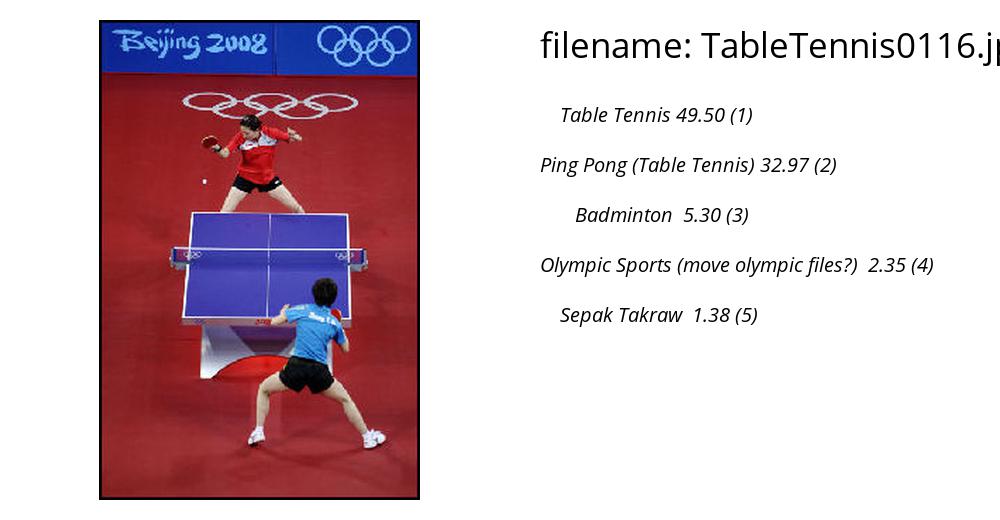 Beijing 2008
filename: TableTennis0116.jp
Table Tennis 49.50 (1)
Ping Pong (Table Tennis) 32.97 (2)
Badminton 5.30 (3)
Olympic Sports (move olympic files?) 2.35 (4)
Sepak Takraw 1.38 (5)